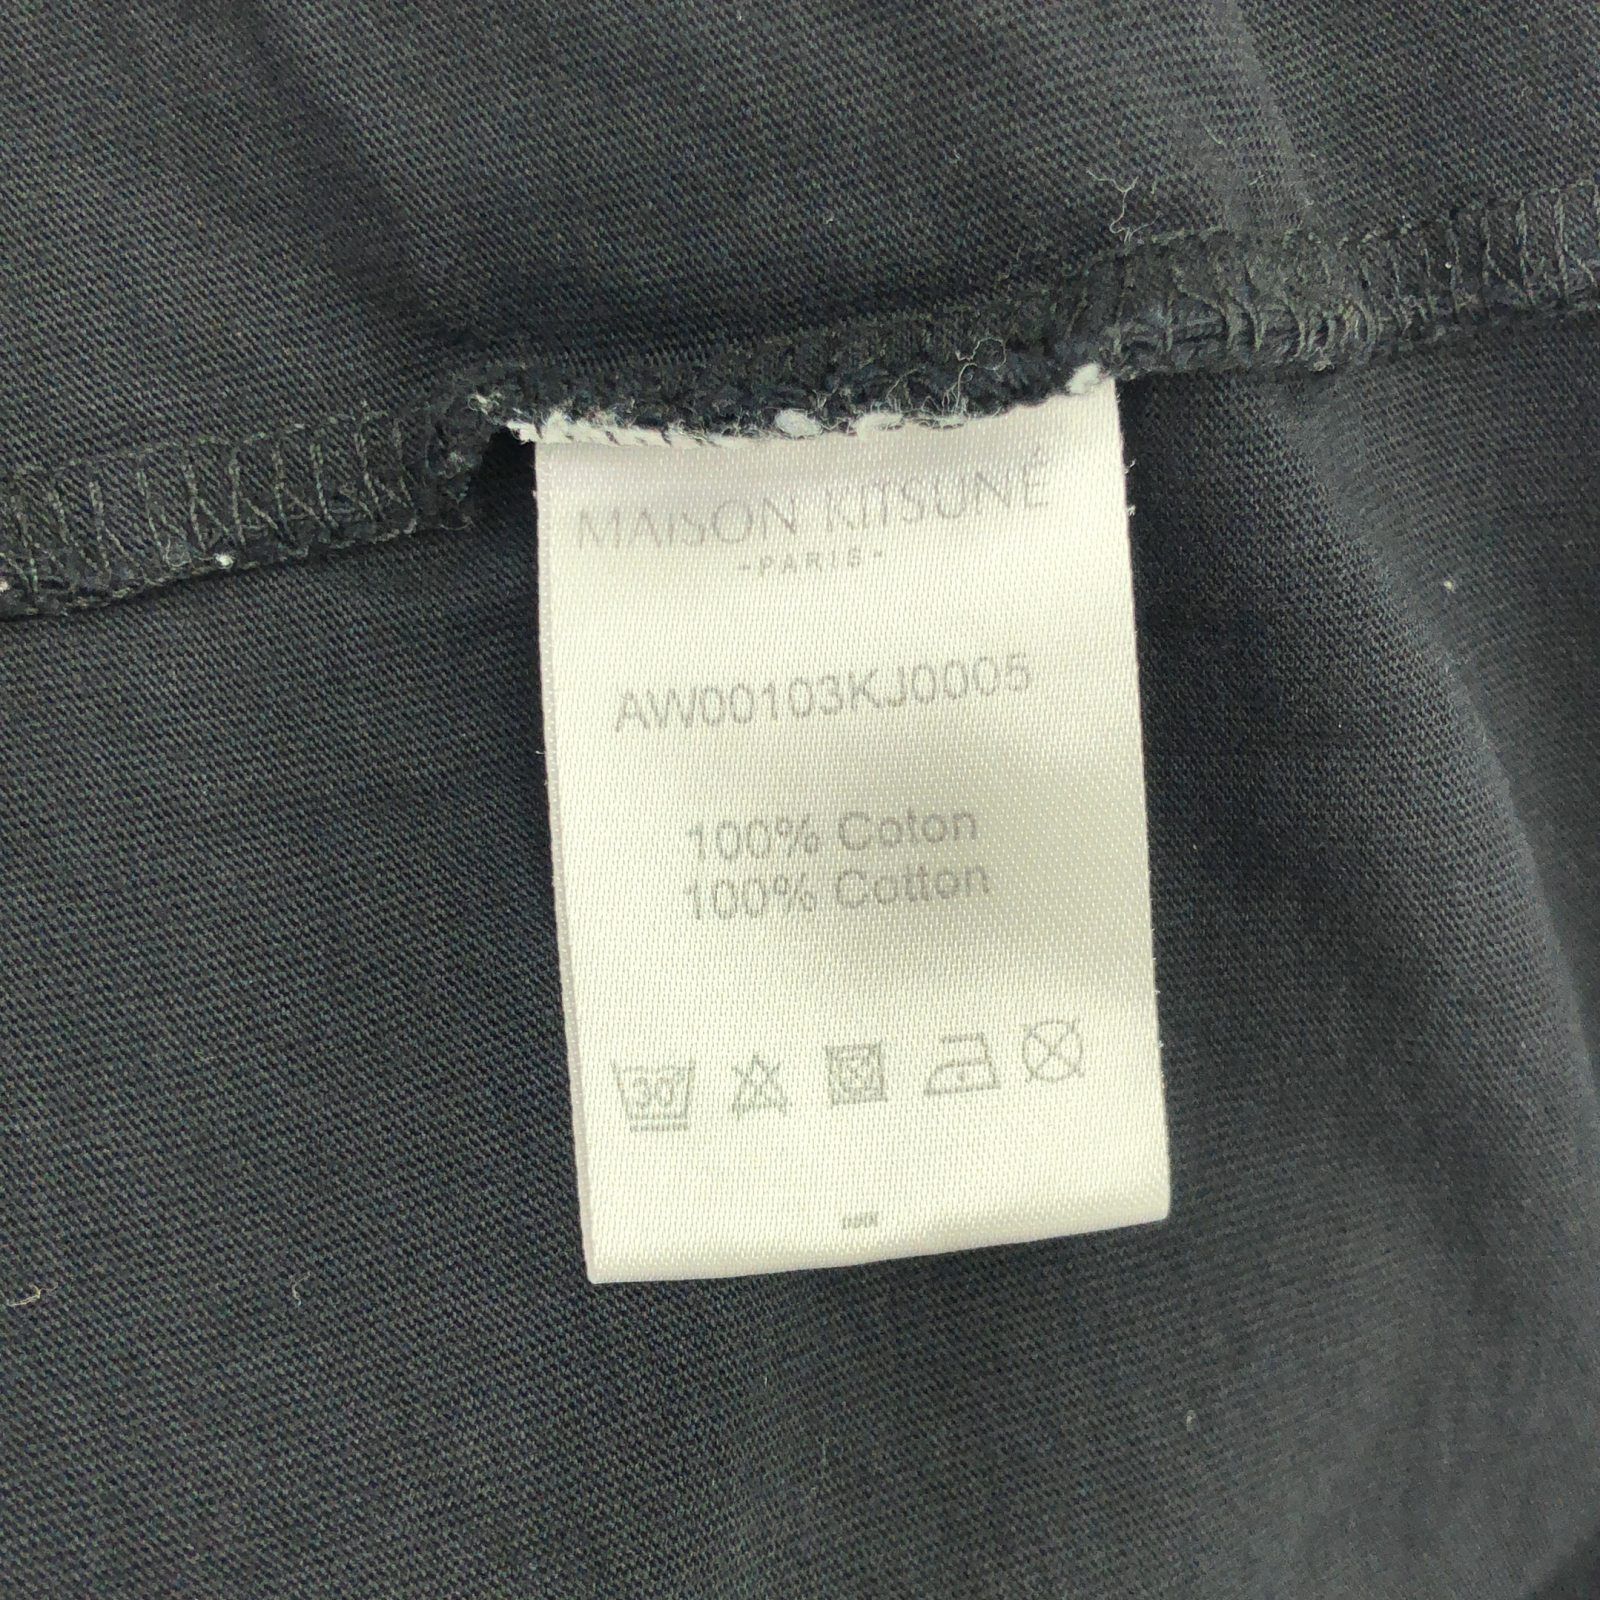 MAISON KITSUNÉ
-PARIS-
AW00103KJ0005
100% Coton
100% Cotton
30°